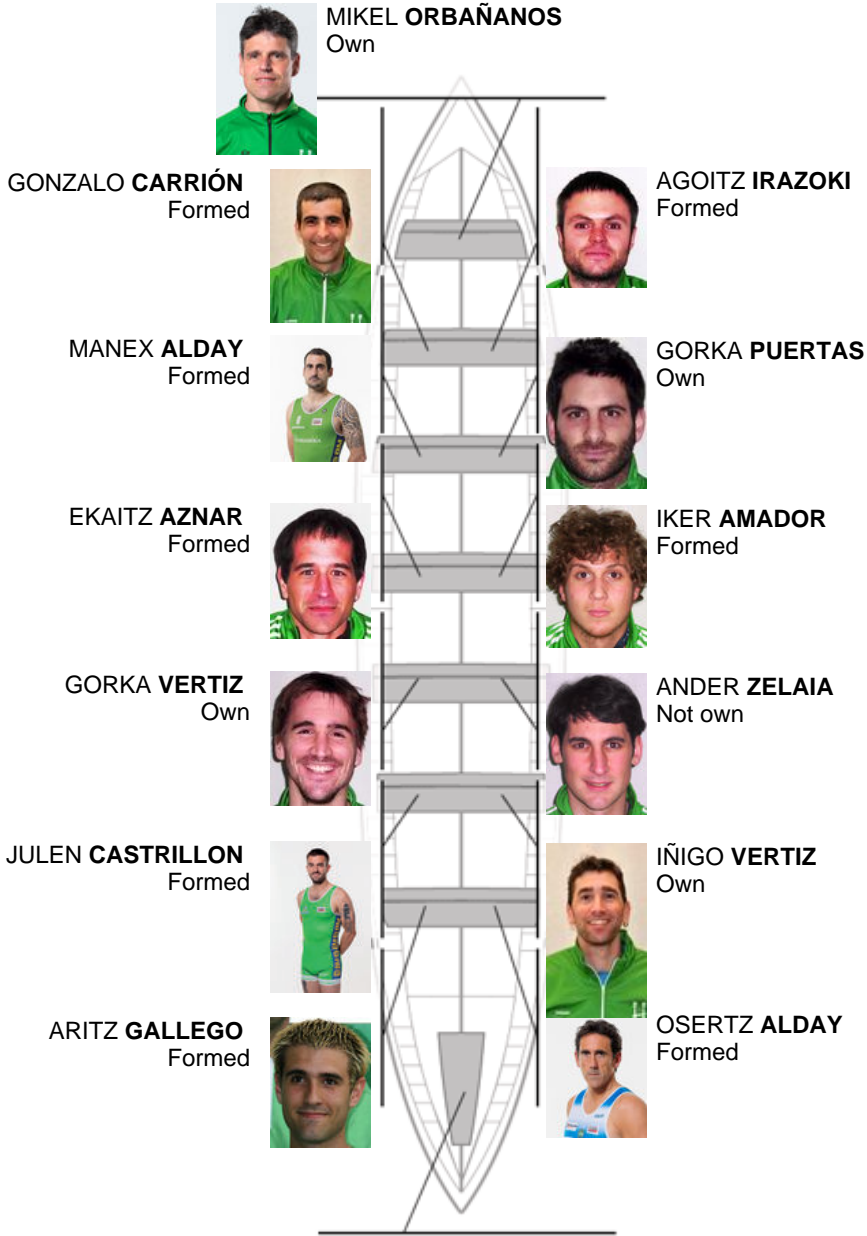 MIKEL ORBAÑANOS
Own
GONZALO CARRIÓN
Formed
AGOITZ IRAZOKI
Formed
MANEX ALDAY
Formed
GORKA PUERTAS
Own
EKAITZ AZNAR
Formed
IKER AMADOR
Formed
GORKA VERTIZ
Own
ANDER ZELAIA
Not own
JULEN CASTRILLON
Formed
IÑIGO VERTIZ
Own
ARITZ GALLEGO
Formed
OSERTZ ALDAY
Formed